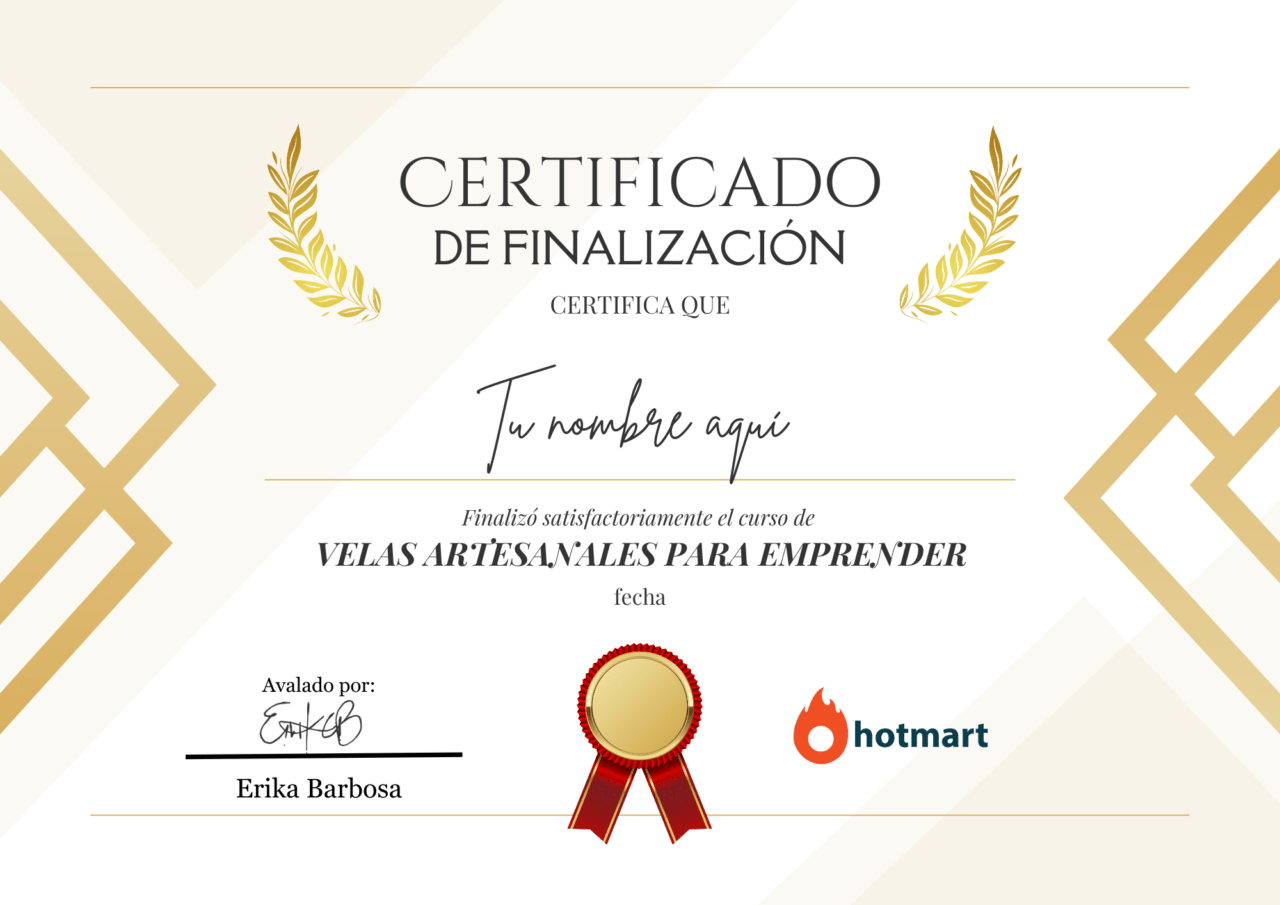 CERTIFICADO
DE FINALIZACIÓN
CERTIFICA QUE
Tu nombre aquí
Finalizó satisfactoriamente el curso de
VELAS ARTESANALES PARA EMPRENDER
fecha
Avalado por:
ErikGB
Erika Barbosa
hotmart